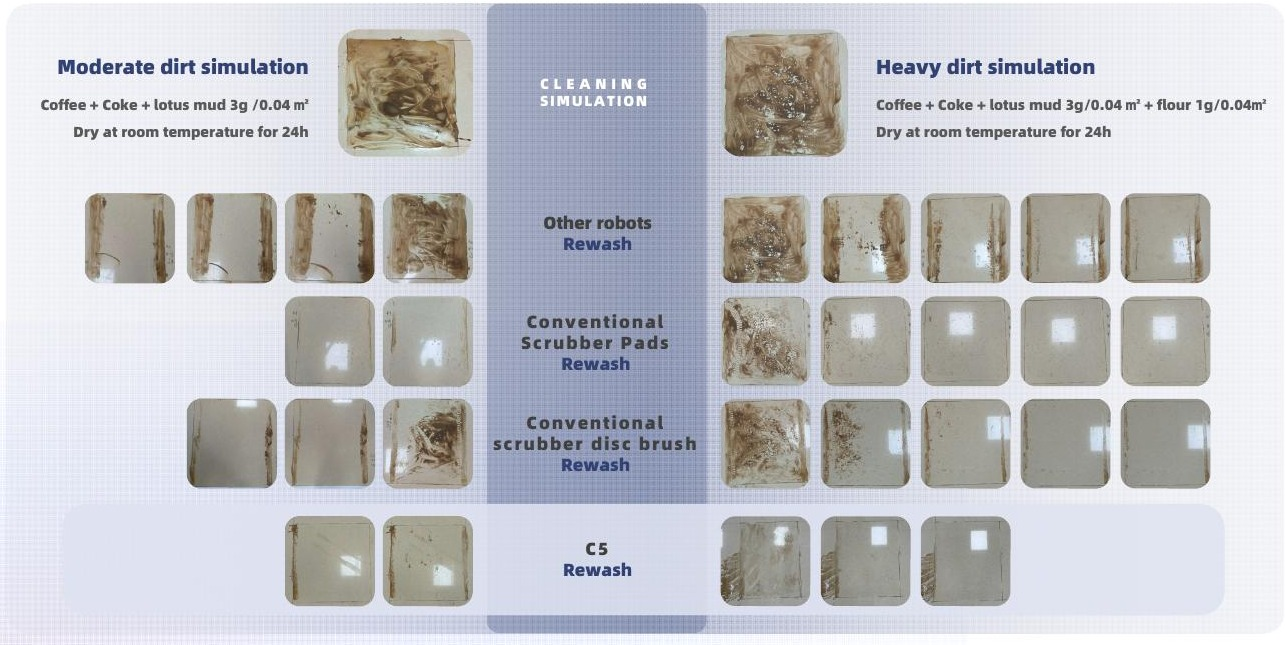 Moderate dirt simulation
Coffee + Coke + lotus mud 3g /0.04 ㎡
Dry at room temperature for 24h
CLEANING
SIMULATION
Heavy dirt simulation
Coffee + Coke + lotus mud 3g/0.04 ㎡ + flour 1g/0.04㎡
Dry at room temperature for 24h
Other robots
Rewash
Conventional
Scrubber Pads
Rewash
Conventional
scrubber disc brush
Rewash
C5
Rewash